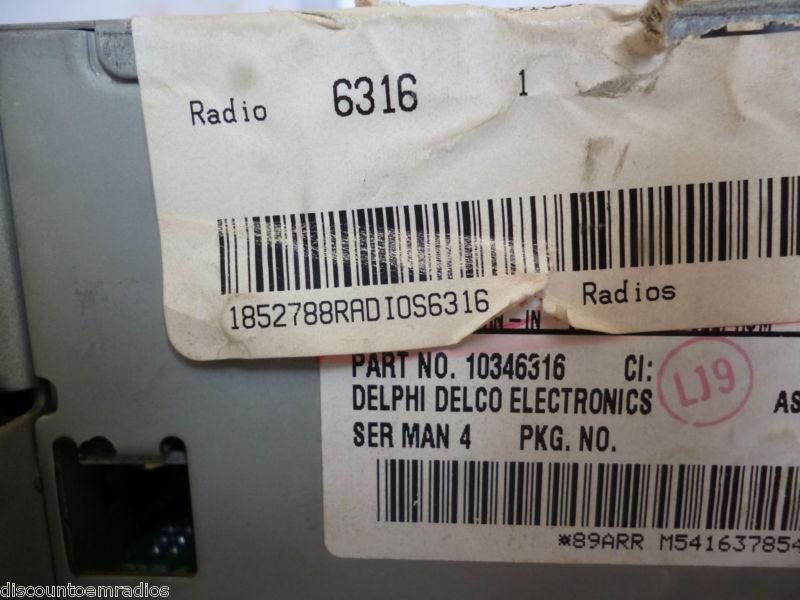 Radio 6316 1
1852788RADIOS6316 Radios
PART NO. 10346316 CI:
LJ9
DELPHI DELCO ELECTRONICS AS
SER MAN 4 PKG. NO.
*89ARR M541637854
discountoemradios